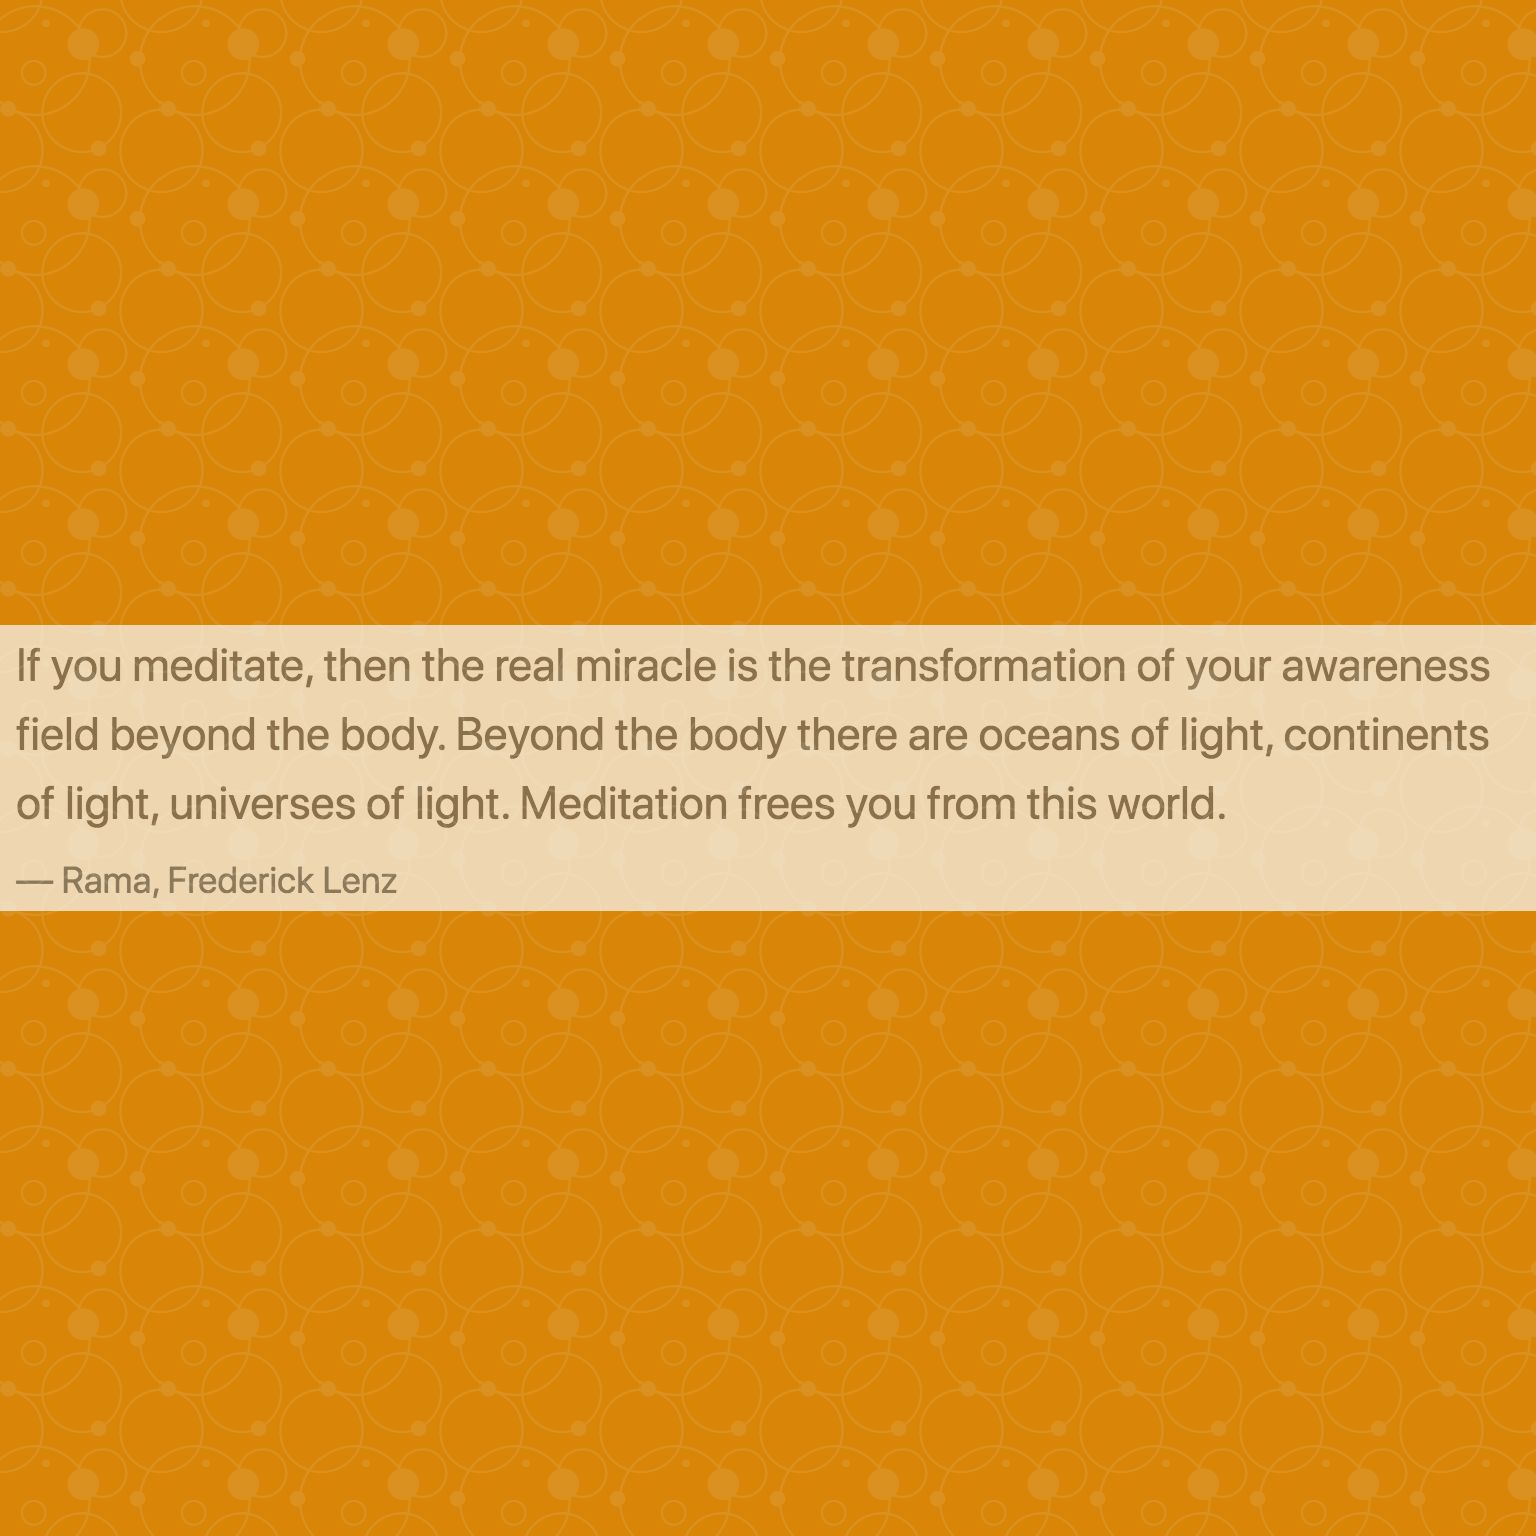 If you meditate, then the real miracle is the transformation of your awareness
field beyond the body. Beyond the body there are oceans of light, continents
of light, universes of light. Meditation frees you from this world.
— Rama, Frederick Lenz